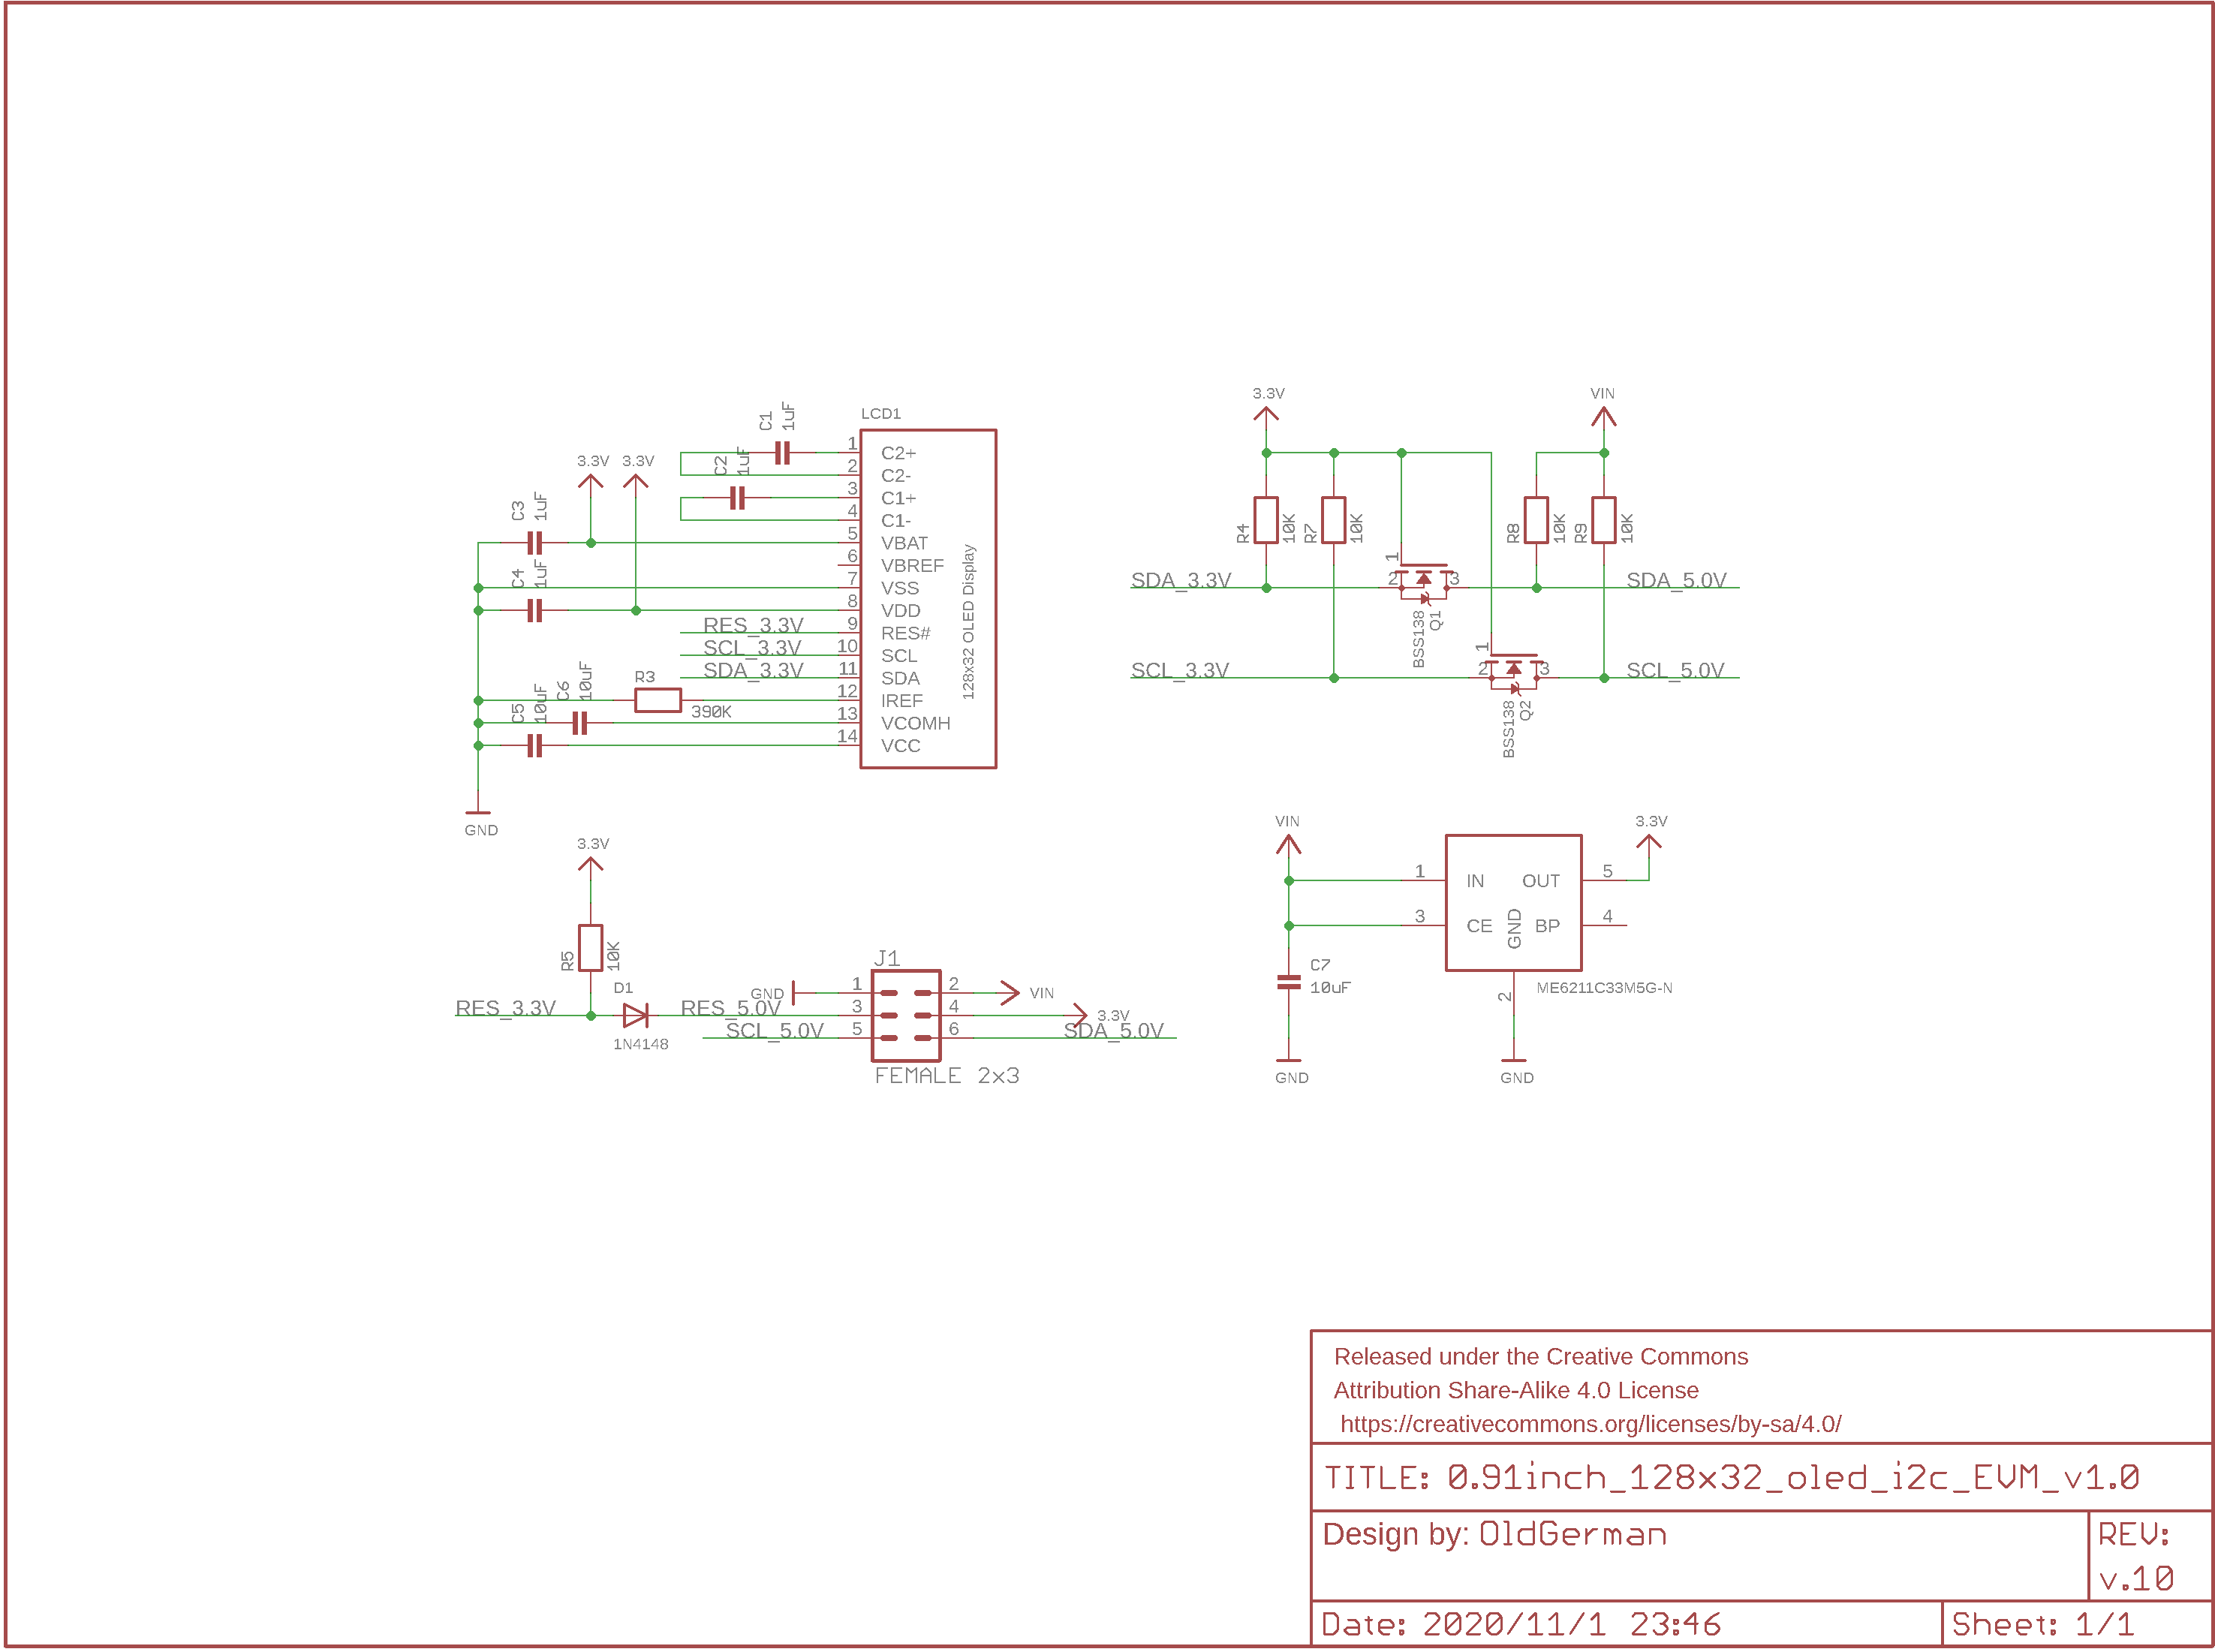 LCD1
C1
1uF
C2
1uF
3.3V
3.3V
C3
1uF
C4
1uF
1 C2+
2 C2-
3 C1+
4 C1-
5 VBAT
6 VBREF
7 VSS
8 VDD
RES_3.3V 9 RES#
SCL_3.3V 10 SCL
SDA_3.3V 11 SDA
12 IREF
13 VCOMH
14 VCC
128x32 OLED Display
R3
390K
C6
10uF
C5
10uF
GND
3.3V
VIN
R4
10K
R7
10K
R8
10K
R9
10K
1
SDA_3.3V
2
3
SDA_5.0V
BSS138
Q1
1
SCL_3.3V
2
3
SCL_5.0V
BSS138
Q2
3.3V
R5
10K
D1
RES_3.3V
1N4148
J1
GND
1
2
VIN
RES_5.0V
3
4
3.3V
SCL_5.0V
5
6
SDA_5.0V
FEMALE 2x3
VIN
3.3V
1 IN OUT 5
3 CE GND BP 4
C7
10uF
2
ME6211C33M5G-N
GND
GND
Released under the Creative Commons
Attribution Share-Alike 4.0 License
https://creativecommons.org/licenses/by-sa/4.0/
TITLE: 0.91inch_128x32_oled_i2c_EVM_v1.0
Design by: OldGerman
REV:
v.10
Date: 2020/11/1 23:46
Sheet: 1/1